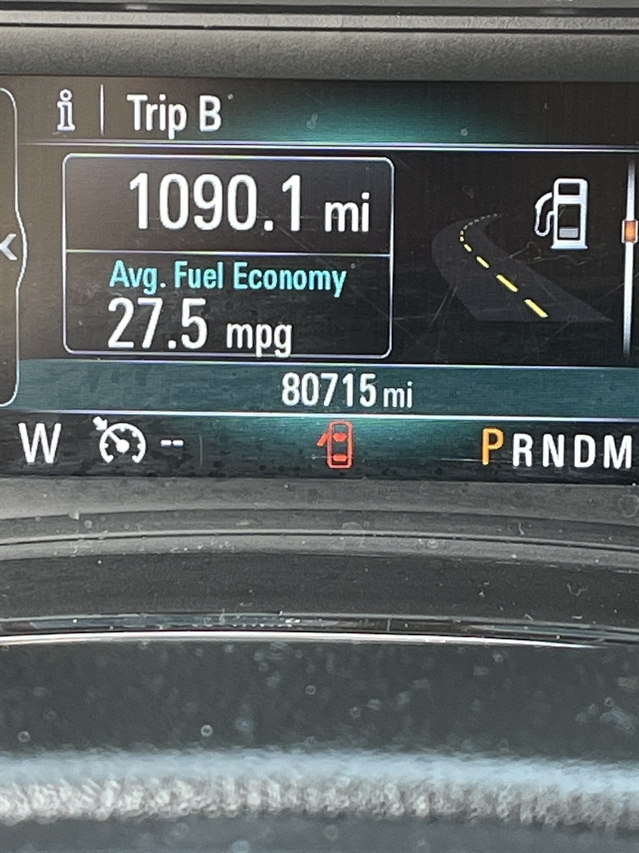 i Trip B
1090.1 mi
Avg. Fuel Economy
27.5 mpg
80715 mi
W -- PRNDM